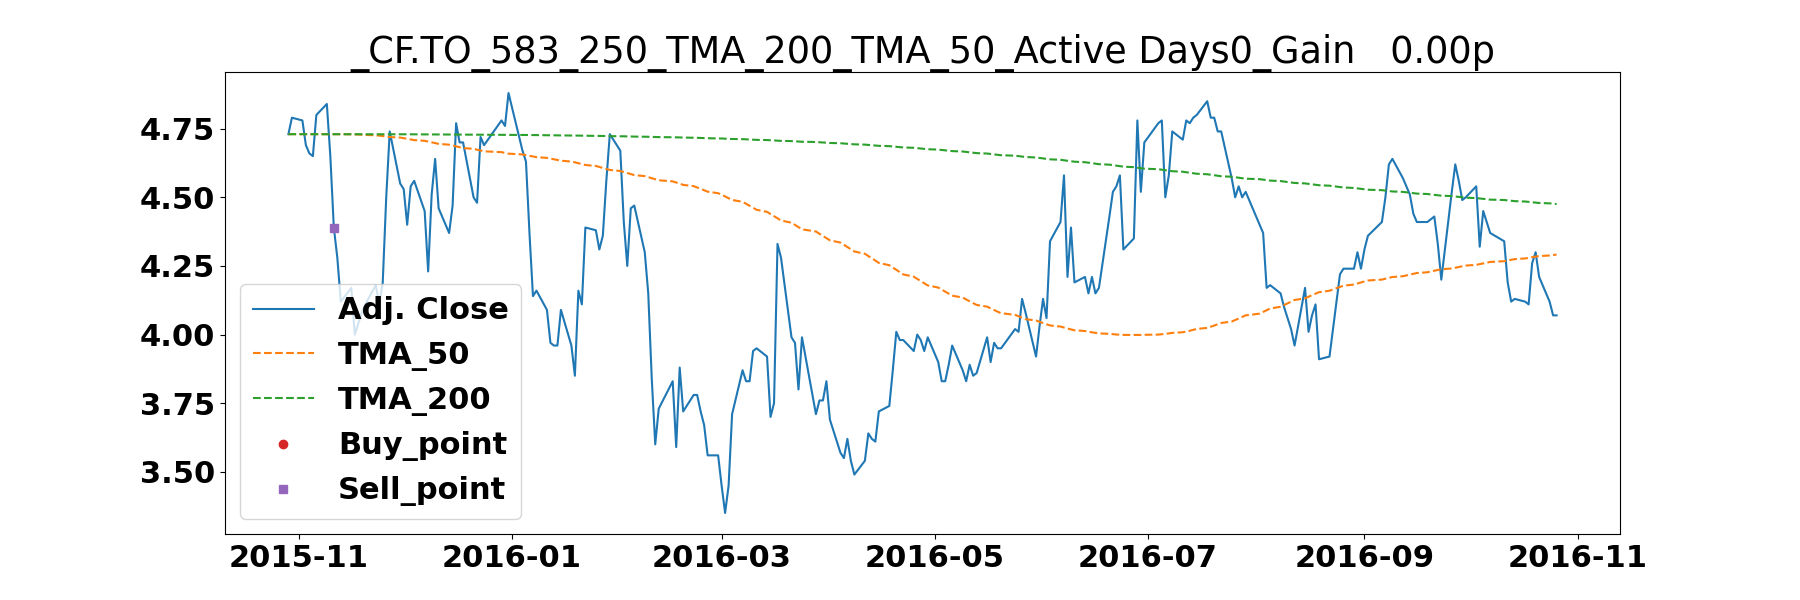 _CF.TO_583_250_TMA_200_TMA_50_Active Days0_Gain   0.00p
4.75
4.50
4.25
4.00
3.75
3.50
Adj. Close
TMA_50
TMA_200
Buy_point
Sell_point
2015-11 2016-01 2016-03 2016-05 2016-07 2016-09 2016-11